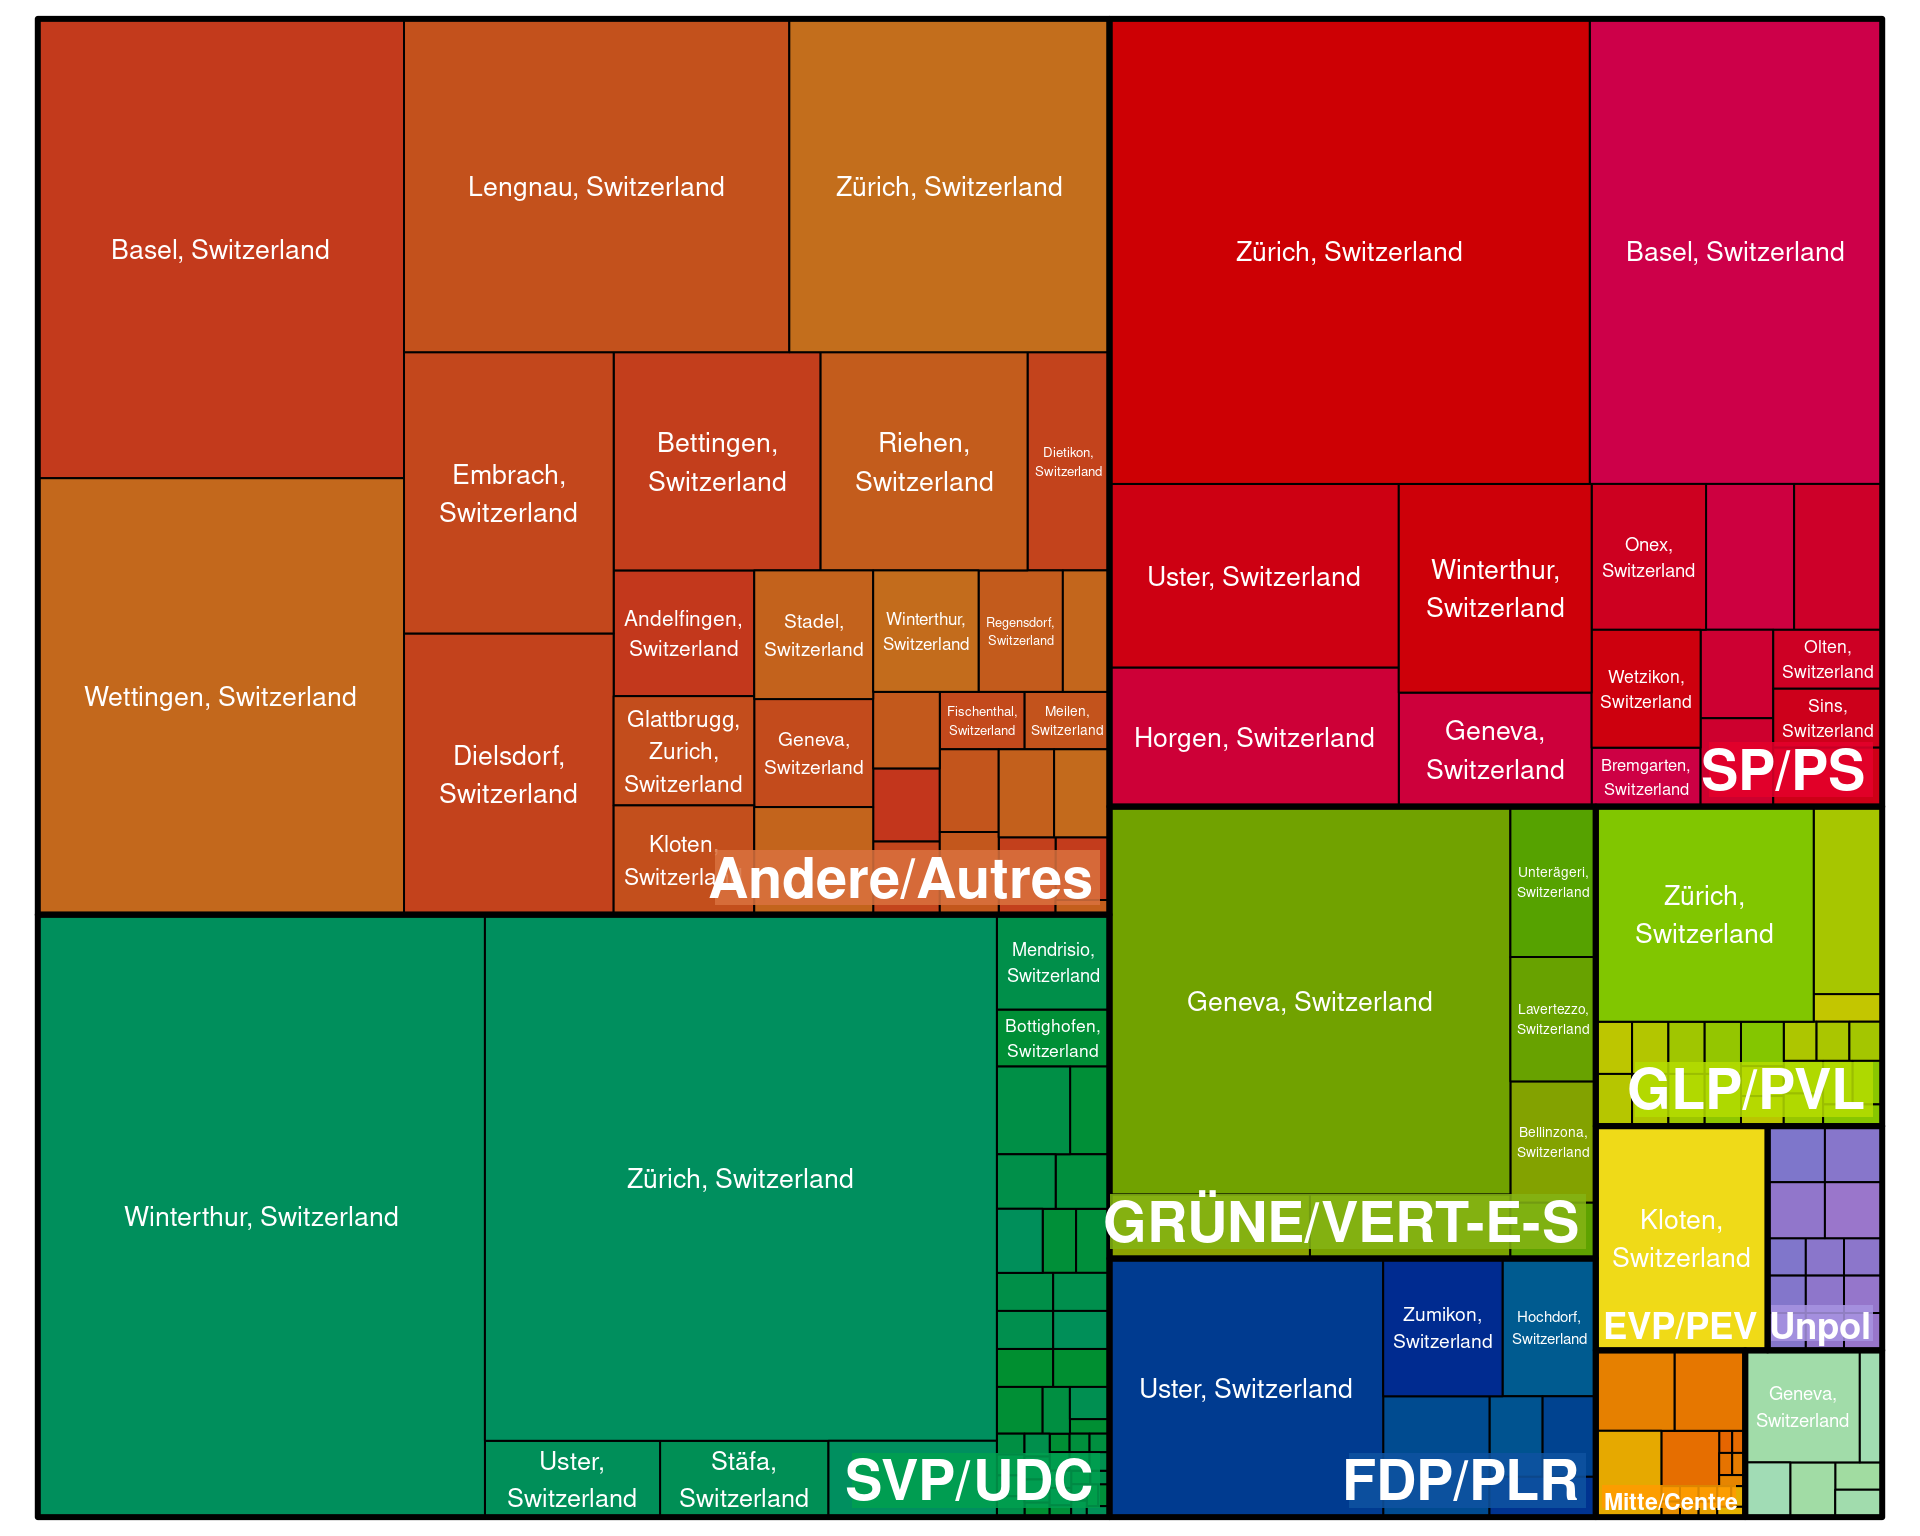 Basel, Switzerland
Lengnau, Switzerland
Zürich, Switzerland
Wettingen, Switzerland
Embrach,
Switzerland
Bettingen,
Switzerland
Riehen,
Switzerland
Dietikon,
Switzerland
Dielsdorf,
Switzerland
Andelfingen,
Switzerland
Stadel,
Switzerland
Winterthur,
Switzerland
Regensdorf,
Switzerland
Glattbrugg,
Zurich,
Switzerland
Geneva,
Switzerland
Fischenthal,
Switzerland
Meilen,
Switzerland
Kloten,
Switzerla
Andere/Autres
Zürich, Switzerland
Basel, Switzerland
Uster, Switzerland
Winterthur,
Switzerland
Onex,
Switzerland
Horgen, Switzerland
Geneva,
Switzerland
Wetzikon,
Switzerland
Olten,
Switzerland
Sins,
Switzerland
Bremgarten,
Switzerland
SP/PS
Winterthur, Switzerland
Zürich, Switzerland
Mendrisio,
Switzerland
Bottighofen,
Switzerland
Uster,
Switzerland
Stäfa,
Switzerland
SVP/UDC
Geneva, Switzerland
Unterägeri,
Switzerland
Lavertezzo,
Switzerland
Bellinzona,
Switzerland
GRÜNE/VERT-E-S
Zürich,
Switzerland
GLP/PVL
Kloten,
Switzerland
EVP/PEV
Unpol
Uster, Switzerland
Zumikon,
Switzerland
Hochdorf,
Switzerland
FDP/PLR
Mitte/Centre
Geneva,
Switzerland